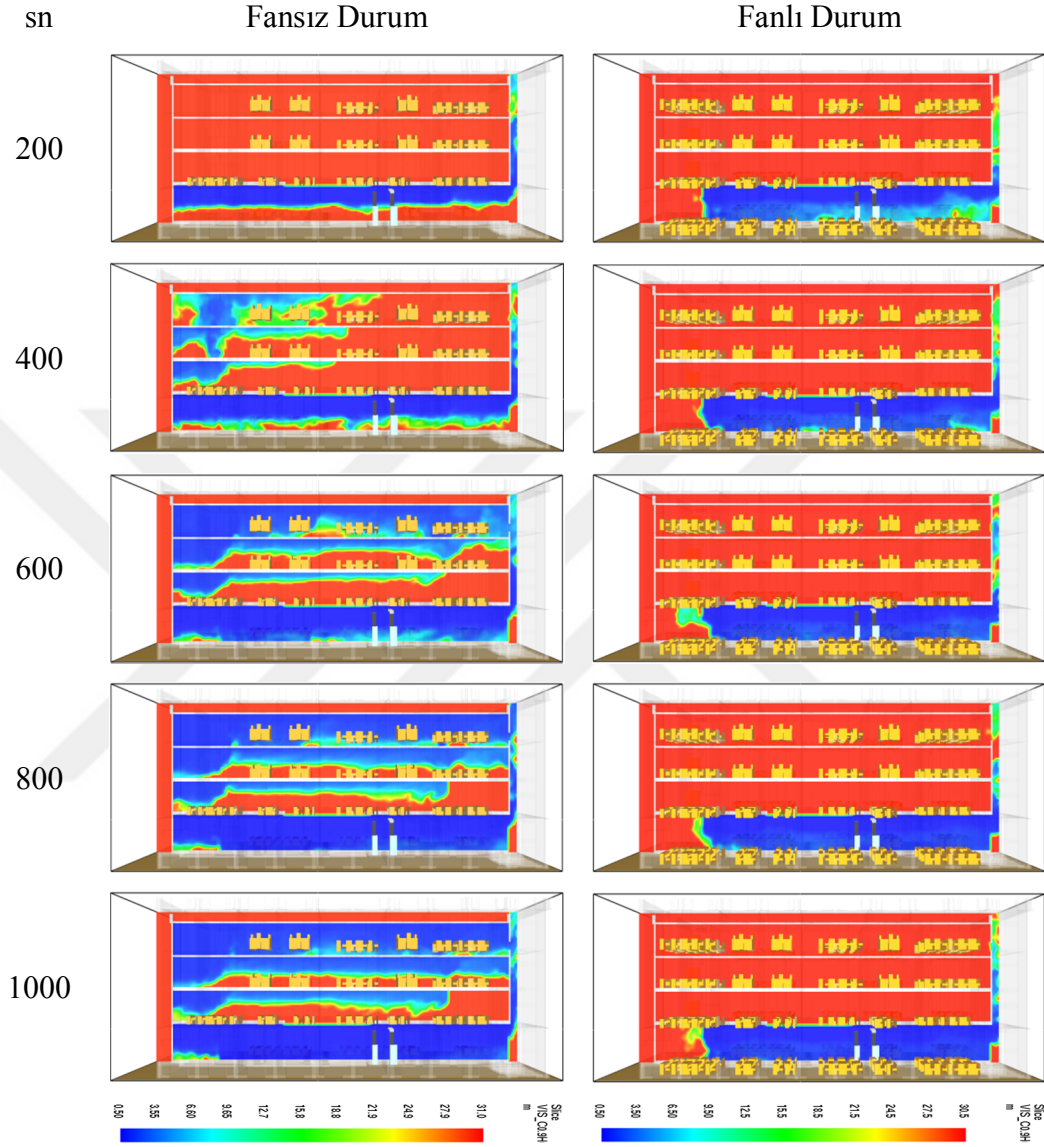 sn Fansız Durum Fanlı Durum
200
400
600
800
1000
0.50 3.55 6.60 9.65 12.7 15.8 18.8 21.9 24.9 27.9 31.0
Slice
VIS_C0.9H
m
0.50 3.50 6.50 9.50 12.5 15.5 18.5 21.5 24.5 27.5 30.5
Slice
VIS_C0.9H
m